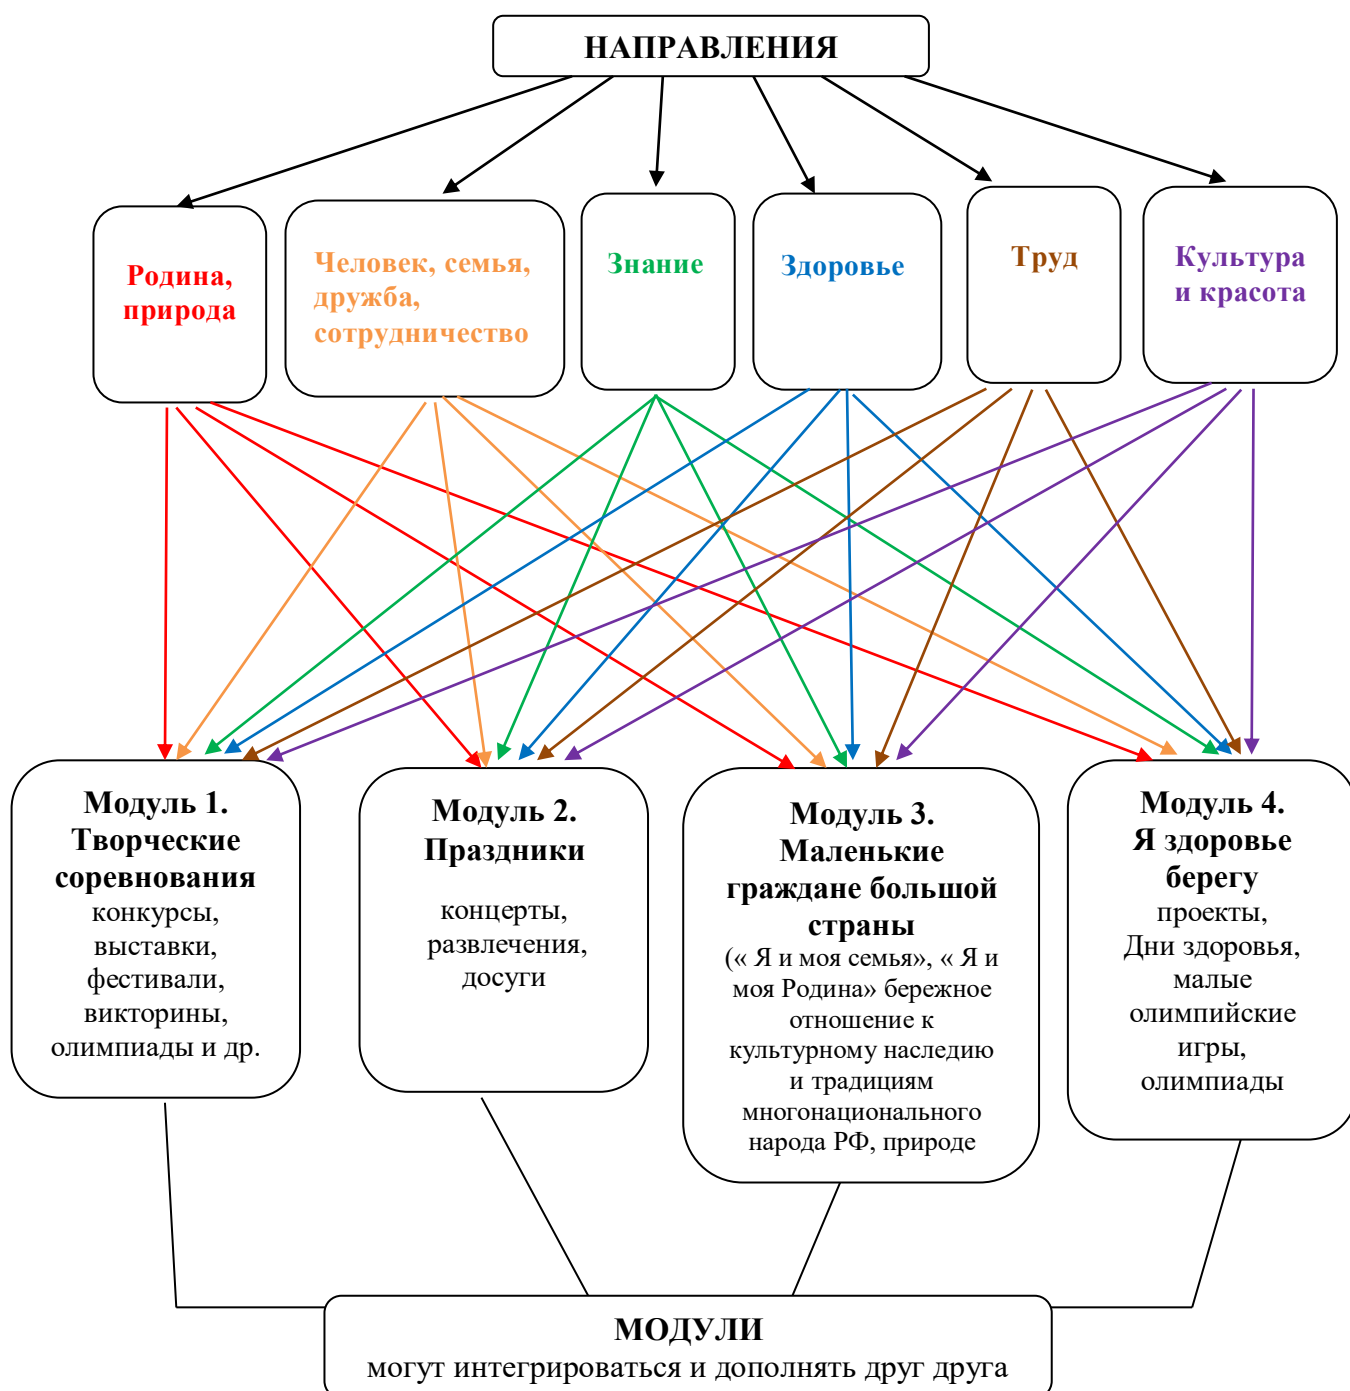 НАПРАВЛЕНИЯ
Родина,
природа
Человек, семья,
дружба,
сотрудничество
Знание
Здоровье
Труд
Культура
и красота
Модуль 1.
Творческие
соревнования
конкурсы,
выставки,
фестивали,
викторины,
олимпиады и др.
Модуль 2.
Праздники
концерты,
развлечения,
досуги
Модуль 3.
Маленькие
граждане большой
страны
(« Я и моя семья», « Я и
моя Родина» бережное
отношение к
культурному наследию
и традициям
многонационального
народа РФ, природе
Модуль 4.
Я здоровье
берегу
проекты,
Дни здоровья,
малые
олимпийские
игры,
олимпиады
МОДУЛИ
могут интегрироваться и дополнять друг друга